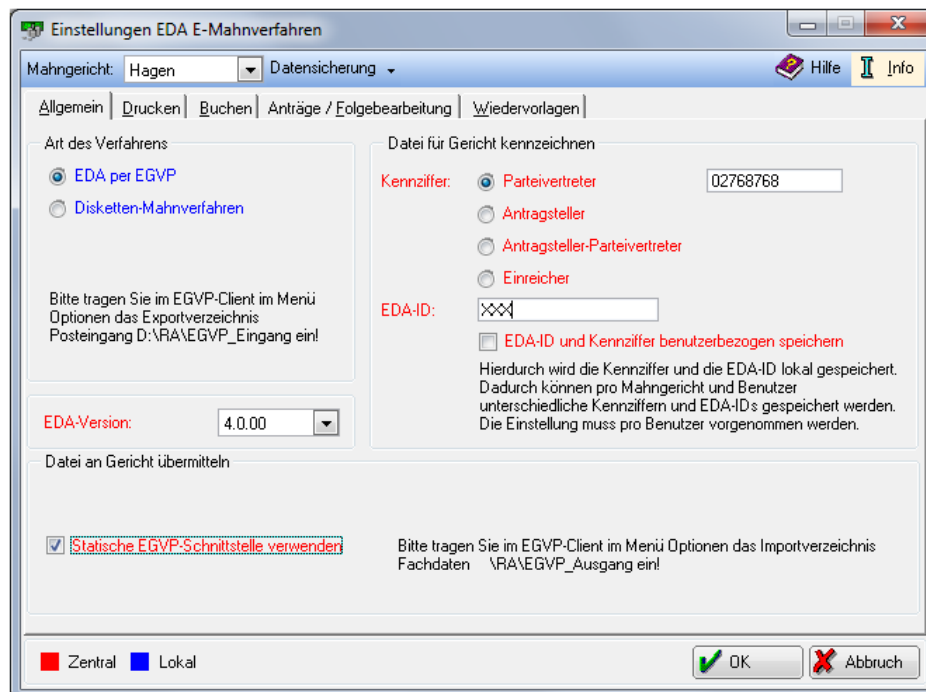 Einstellungen EDA E-Mahnverfahren
Mahngericht: Hagen Datensicherung Hilfe Info
Allgemein Drucken Buchen Anträge / Folgebearbeitung Wiedervorlagen
Art des Verfahrens
EDA per EGVP
Disketten-Mahnverfahren
Bitte tragen Sie im EGVP-Client im Menü
Optionen das Exportverzeichnis
Posteingang D:\RA\EGVP_Eingang ein!
EDA-Version: 4.0.00
Datei für Gericht kennzeichnen
Kennziffer: Parteivertreter 02768768
Antragsteller
Antragsteller-Parteivertreter
Einreicher
EDA-ID: XXX
EDA-ID und Kennziffer benutzerbezogen speichern
Hierdurch wird die Kennziffer und die EDA-ID lokal gespeichert.
Dadurch können pro Mahngericht und Benutzer
unterschiedliche Kennziffern und EDA-IDs gespeichert werden.
Die Einstellung muss pro Benutzer vorgenommen werden.
Datei an Gericht übermitteln
Statische EGVP-Schnittstelle verwenden
Bitte tragen Sie im EGVP-Client im Menü Optionen das Importverzeichnis
Fachdaten \RA\EGVP_Ausgang ein!
Zentral Lokal OK Abbruch